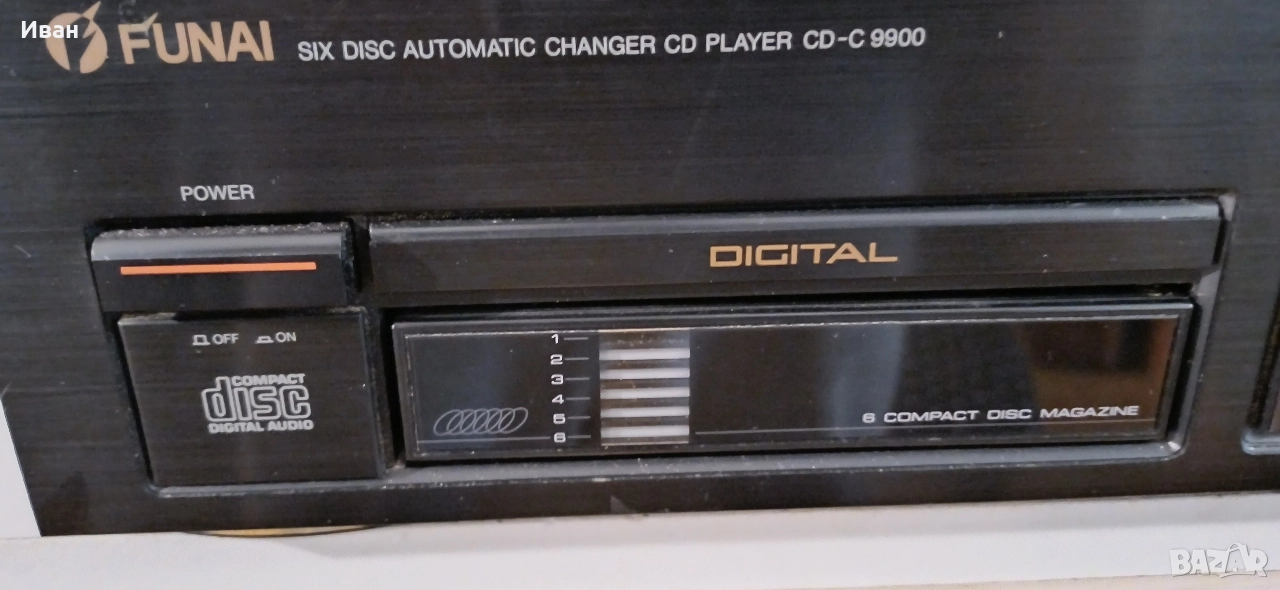 Иван
FUNAI SIX DISC AUTOMATIC CHANGER CD PLAYER CD-C 9900
POWER
DIGITAL
OFF ON
COMPACT
disc
DIGITAL AUDIO
1
2
3
4
5
6
6 COMPACT DISC MAGAZINE
BAZAR